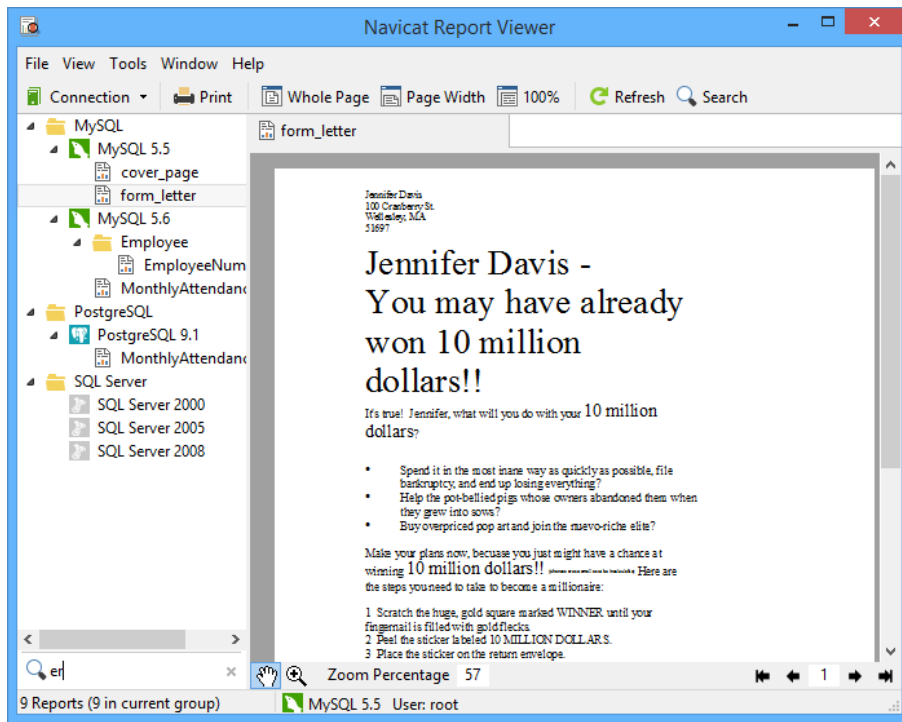 Navicat Report Viewer
File View Tools Window Help
Connection Print Whole Page Page Width 100% Refresh Search
MySQL
MySQL 5.5
cover_page
form_letter
MySQL 5.6
Employee
EmployeeNum
MonthlyAttendanc
PostgreSQL
PostgreSQL 9.1
MonthlyAttendanc
SQL Server
SQL Server 2000
SQL Server 2005
SQL Server 2008
er
form_letter
Jennifer Davis
100 Cranberry St.
Wellesley, MA
51697
Jennifer Davis -
You may have already
won 10 million
dollars!!
It's true! Jennifer, what will you do with your 10 million
dollars?
• Spend it in the most inane way as quickly as possible, file
bankruptcy, and end up losing everything?
• Help the pot-bellied pigs whose owners abandoned them when
they grew into sows?
• Buy overpriced pop art and join the nuevo-riche elite?
Make your plans now, becuase you just might have a chance at
winning 10 million dollars!! Here are
the steps you need to take to become a millionaire:
1 Scratch the huge, gold square marked WINNER until your
fingernail is filled with gold flecks.
2 Peel the sticker labeled 10 MILLION DOLLARS.
3 Place the sticker on the return envelope.
Zoom Percentage 57 1
9 Reports (9 in current group) MySQL 5.5 User: root